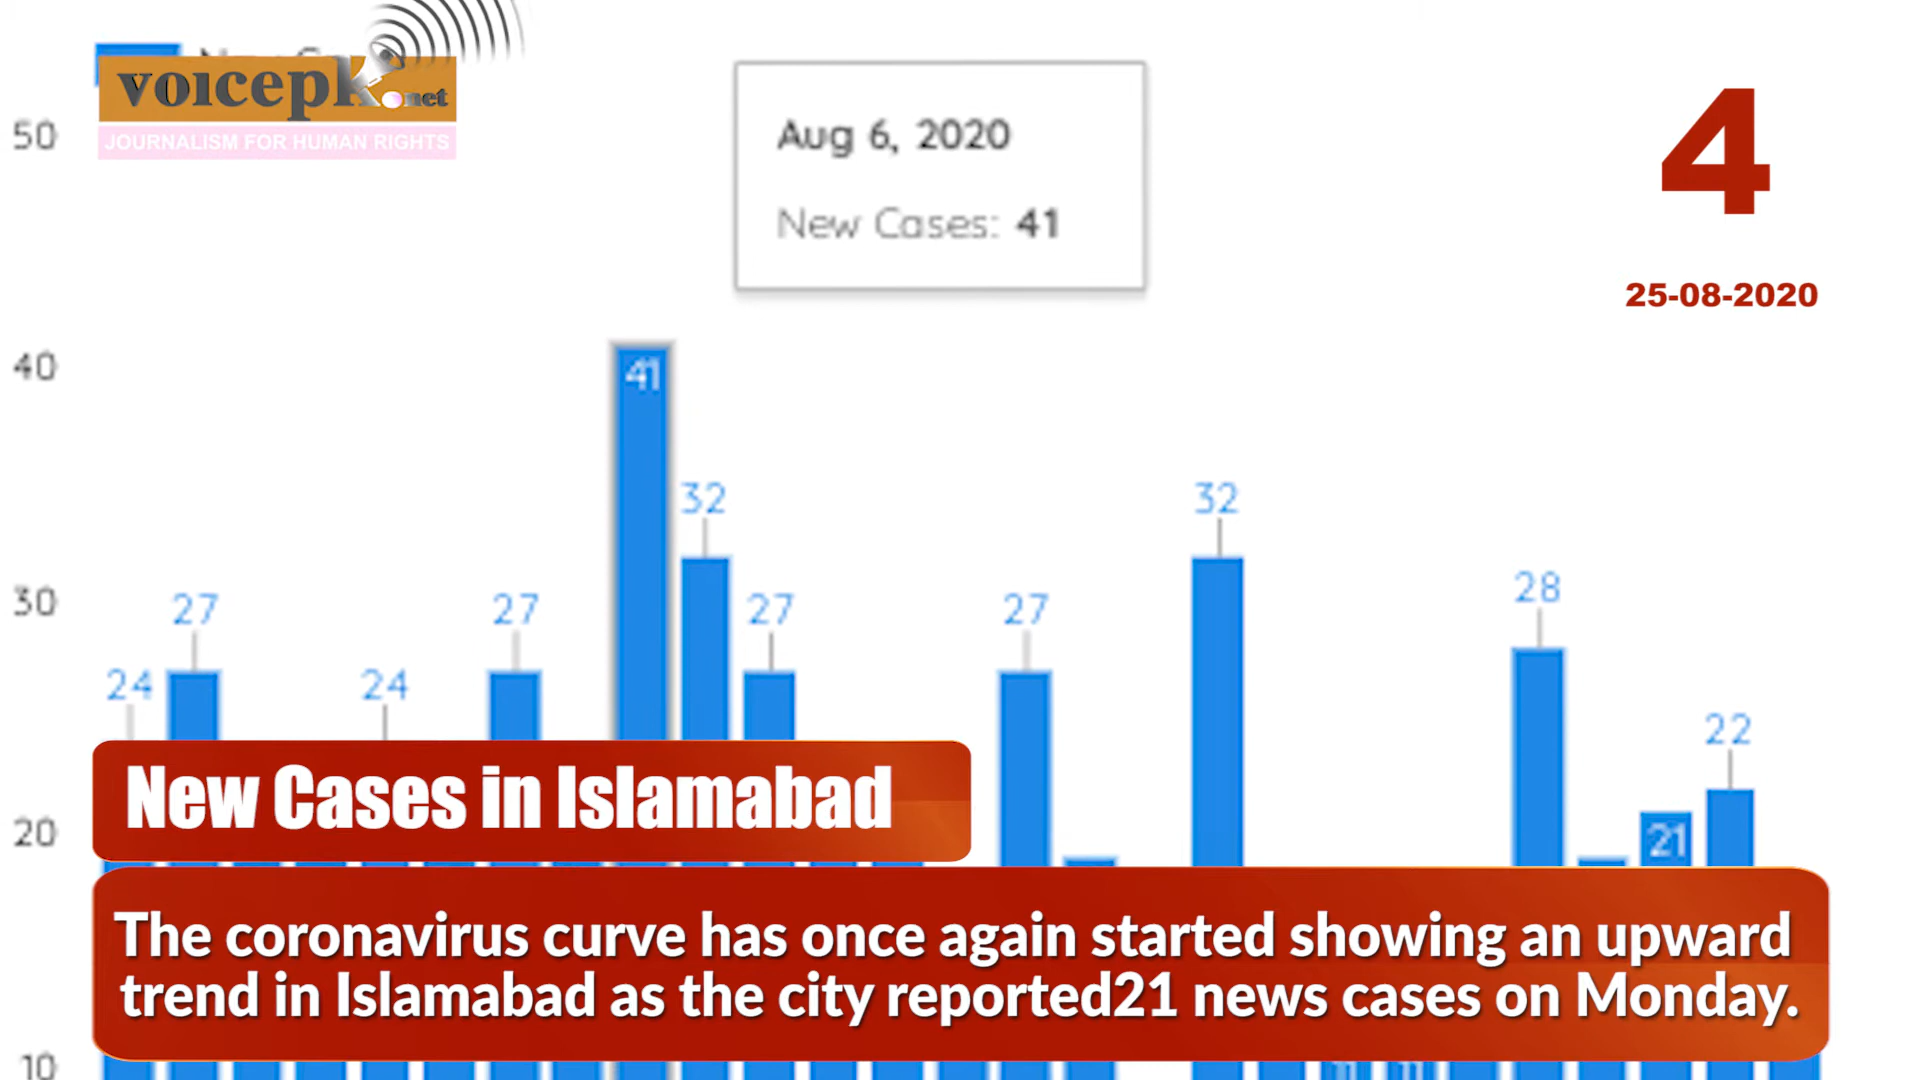 voicepk.net
JOURNALISM FOR HUMAN RIGHTS
50
Aug 6, 2020
New Cases: 41
4
25-08-2020
40
41
32
32
30
27
27
27
27
28
24
24
22
20
21
New Cases in Islamabad
The coronavirus curve has once again started showing an upward
trend in Islamabad as the city reported21 news cases on Monday.
10